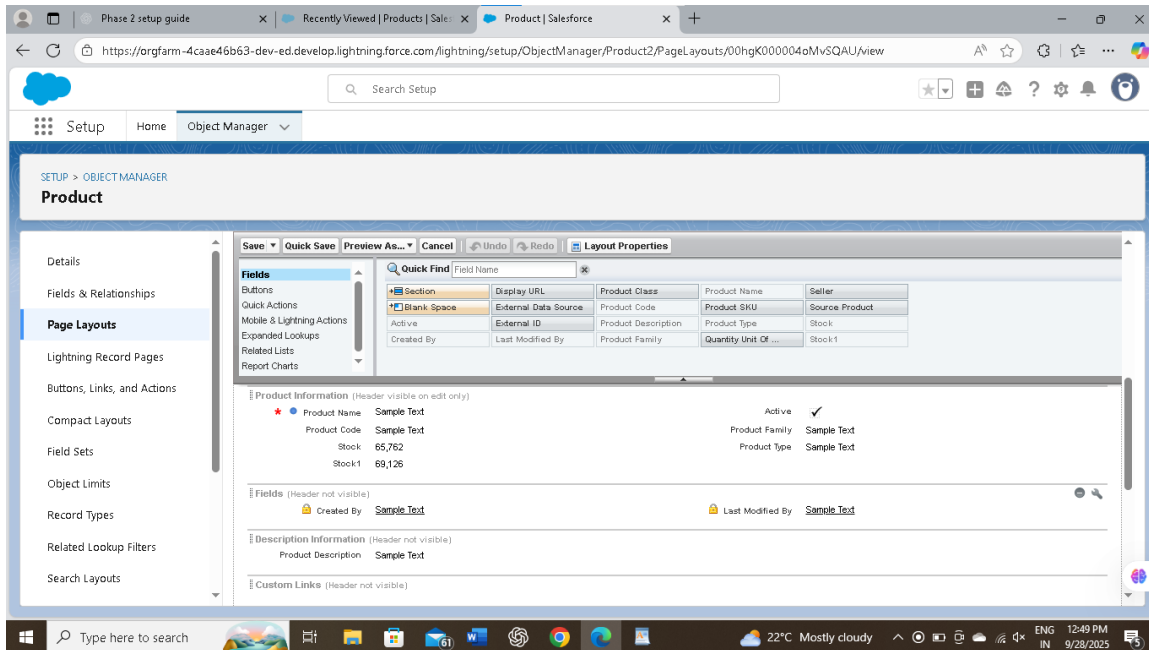 Phase 2 setup guide
Recently Viewed | Products | Sales
Product | Salesforce
https://orgfarm-4caae46b63-dev-ed.develop.lightning.force.com/lightning/setup/ObjectManager/Product2/PageLayouts/00hgK000004oMvSQAU/view
Search Setup
Setup Home Object Manager
SETUP > OBJECT MANAGER
Product
Details
Fields & Relationships
Page Layouts
Lightning Record Pages
Buttons, Links, and Actions
Compact Layouts
Field Sets
Object Limits
Record Types
Related Lookup Filters
Search Layouts
Save Quick Save Preview As... Cancel Undo Redo Layout Properties
Fields
Buttons
Quick Actions
Mobile & Lightning Actions
Expanded Lookups
Related Lists
Report Charts
Quick Find Field Name
Section Display URL Product Class Product Name Seller
Blank Space External Data Source Product Code Product SKU Source Product
Active External ID Product Description Product Type Stock
Created By Last Modified By Product Family Quantity Unit Of ... Stock1
Product Information (Header visible on edit only)
* Product Name Sample Text Active
Product Code Sample Text Product Family Sample Text
Stock 65,762 Product Type Sample Text
Stock1 69,126
Fields (Header not visible)
Created By Sample Text Last Modified By Sample Text
Description Information (Header not visible)
Product Description Sample Text
Custom Links (Header not visible)
Type here to search
61
22°C Mostly cloudy
ENG
IN
12:49 PM
9/28/2025
5